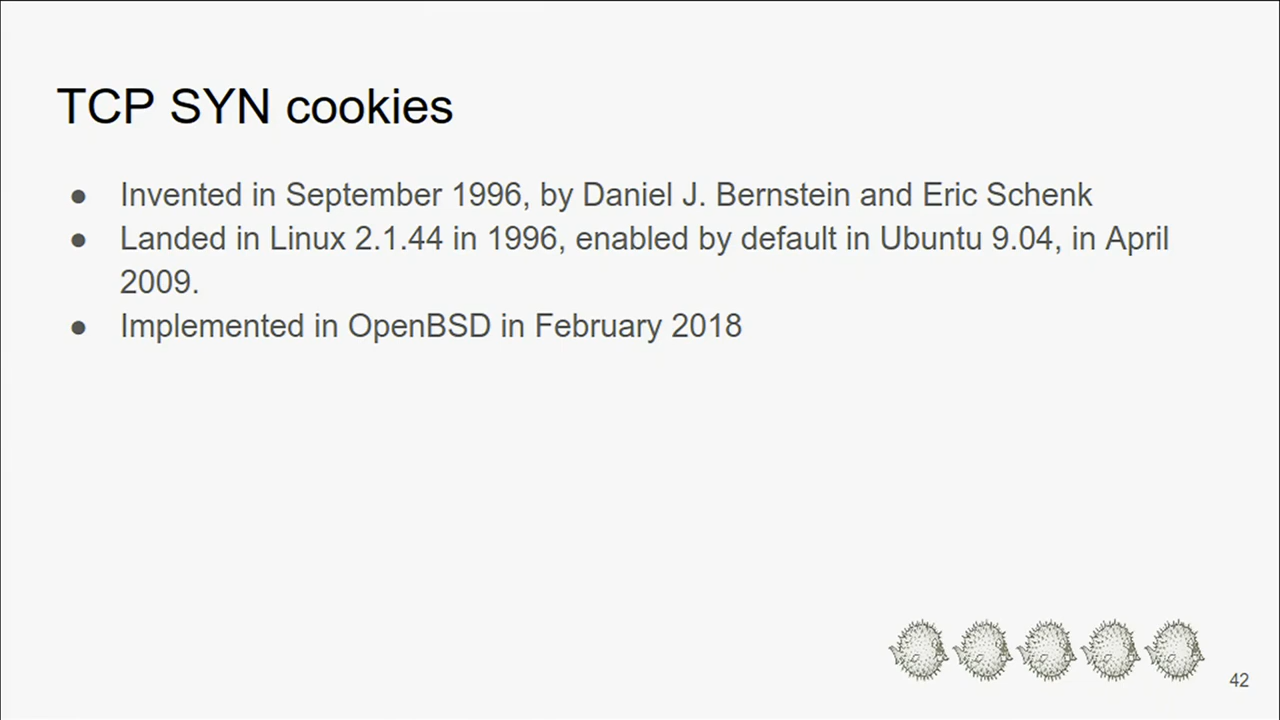 TCP SYN cookies
● Invented in September 1996, by Daniel J. Bernstein and Eric Schenk
● Landed in Linux 2.1.44 in 1996, enabled by default in Ubuntu 9.04, in April
2009.
● Implemented in OpenBSD in February 2018
42